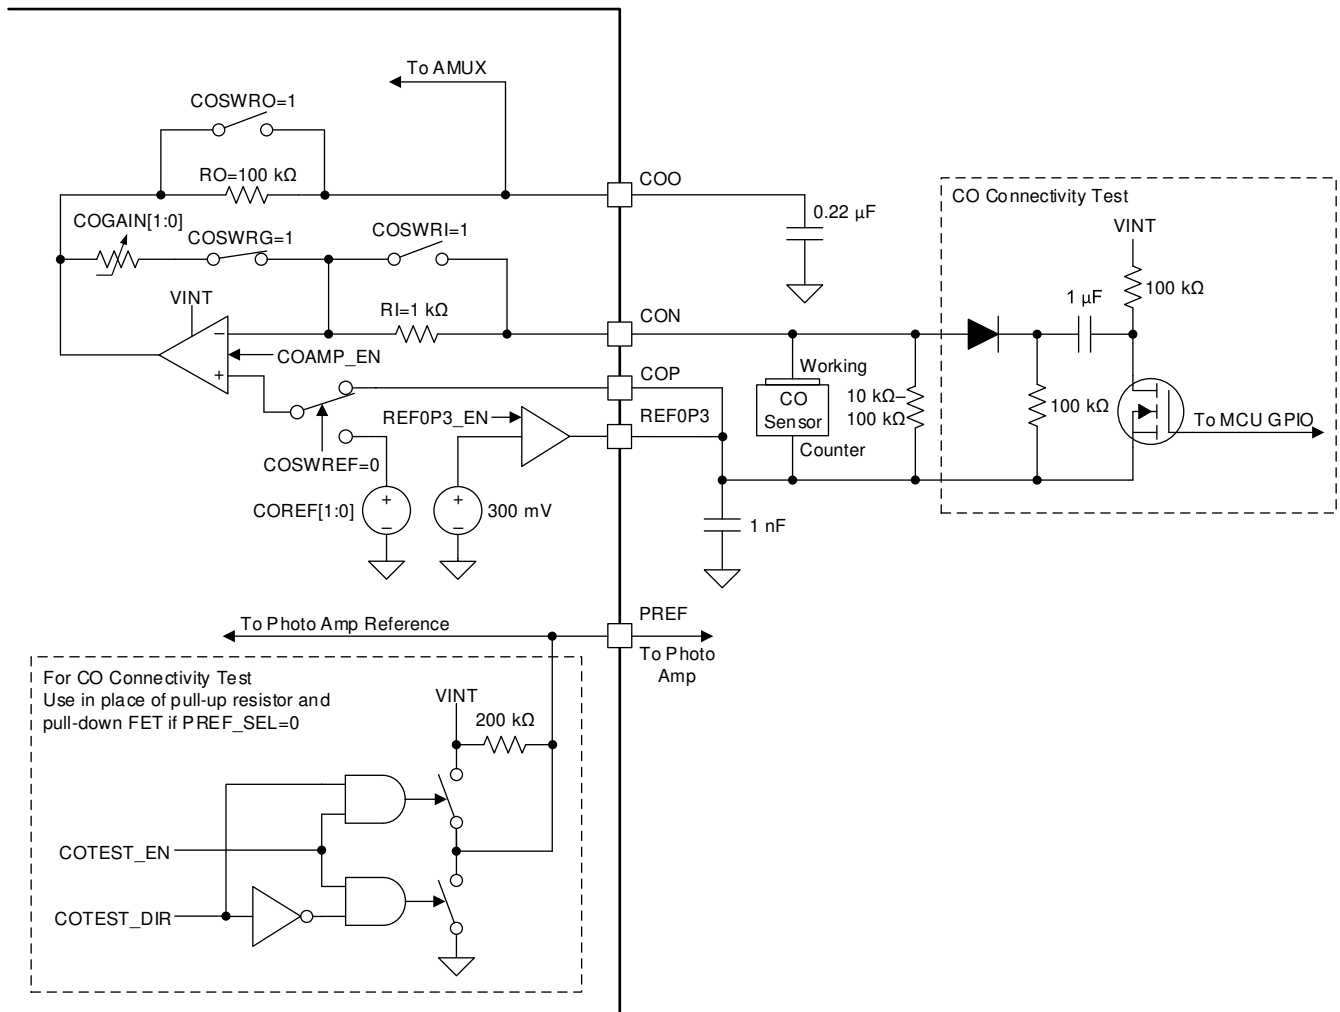 To AMUX
COSWRO=1
RO=100 kΩ
COO
0.22 µF
CO Connectivity Test
VINT
100 kΩ
1 µF
COGAIN[1:0]
COSWRG=1
COSWRI=1
VINT
RI=1 kΩ
CON
COAMP_EN
COP
Working
CO
Sensor
Counter
10 kΩ–
100 kΩ
100 kΩ
To MCU GPIO
REF0P3_EN
REF0P3
COSWREF=0
COREF[1:0]
300 mV
1 nF
PREF
To Photo Amp Reference
To Photo
Amp
For CO Connectivity Test
Use in place of pull-up resistor and
pull-down FET if PREF_SEL=0
VINT
200 kΩ
COTEST_EN
COTEST_DIR